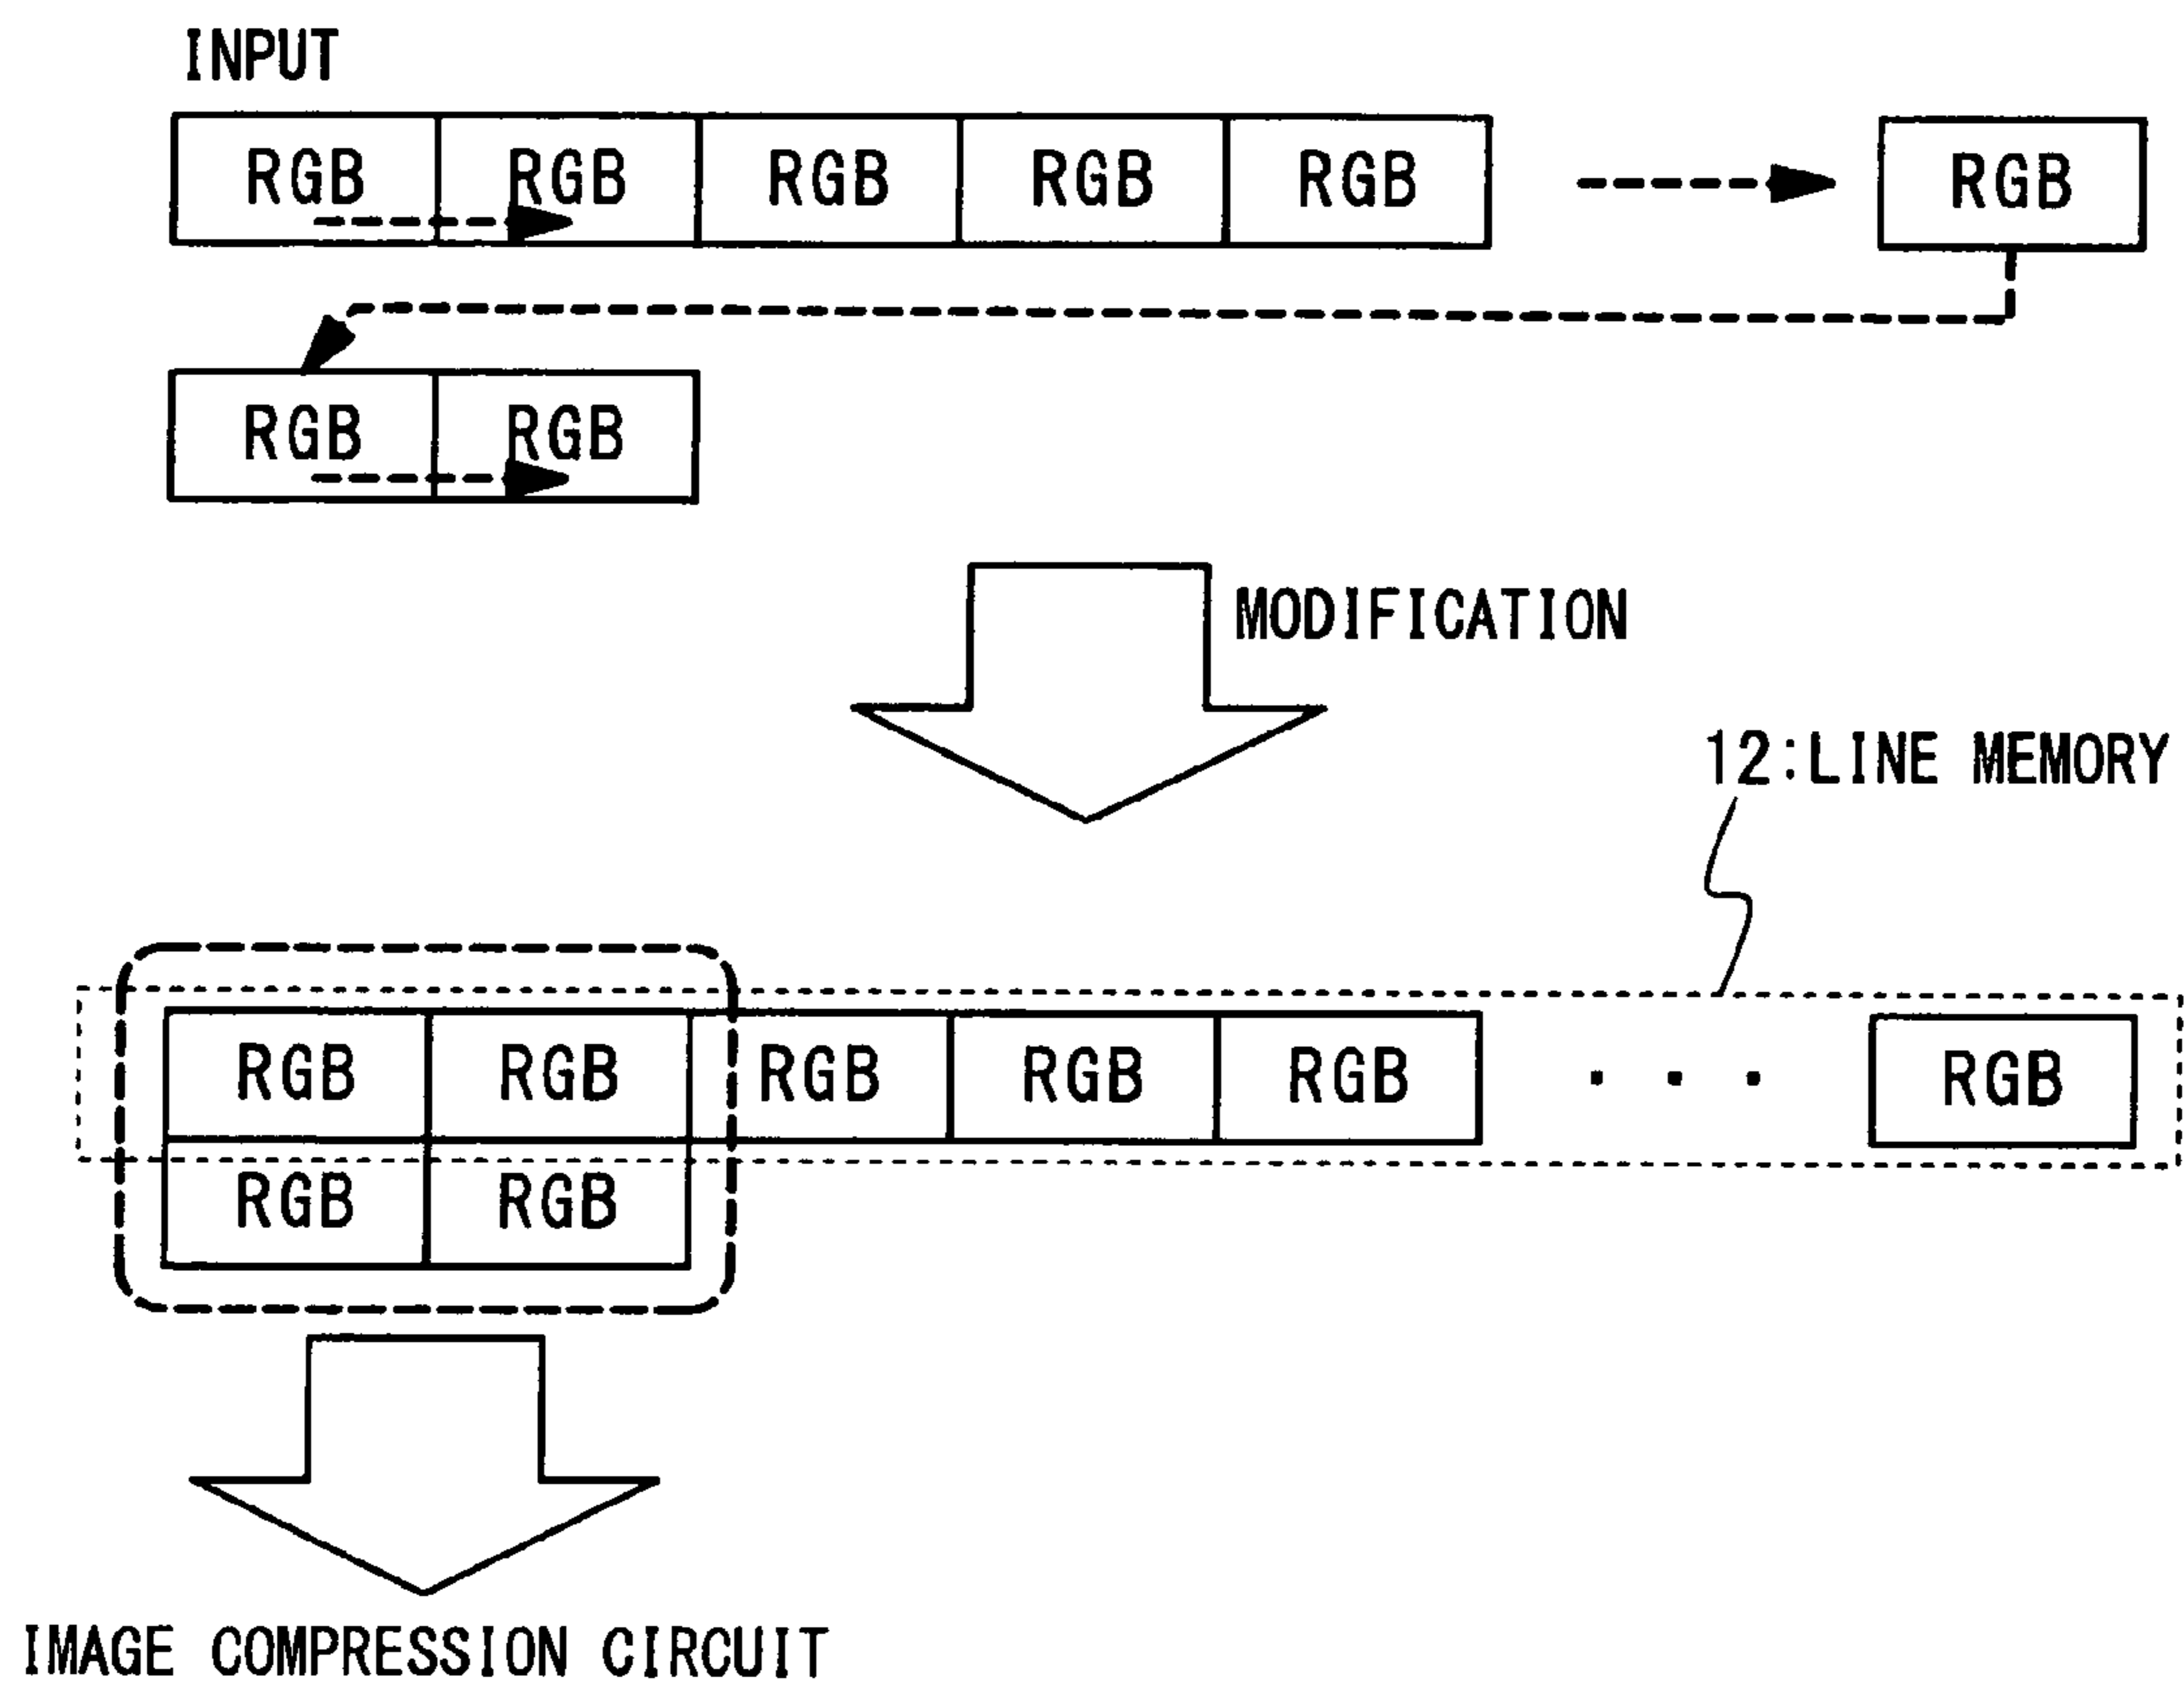 INPUT
RGB RGB RGB RGB RGB RGB
RGB RGB
MODIFICATION
12:LINE MEMORY
RGB RGB RGB RGB RGB . . . RGB
RGB RGB
IMAGE COMPRESSION CIRCUIT